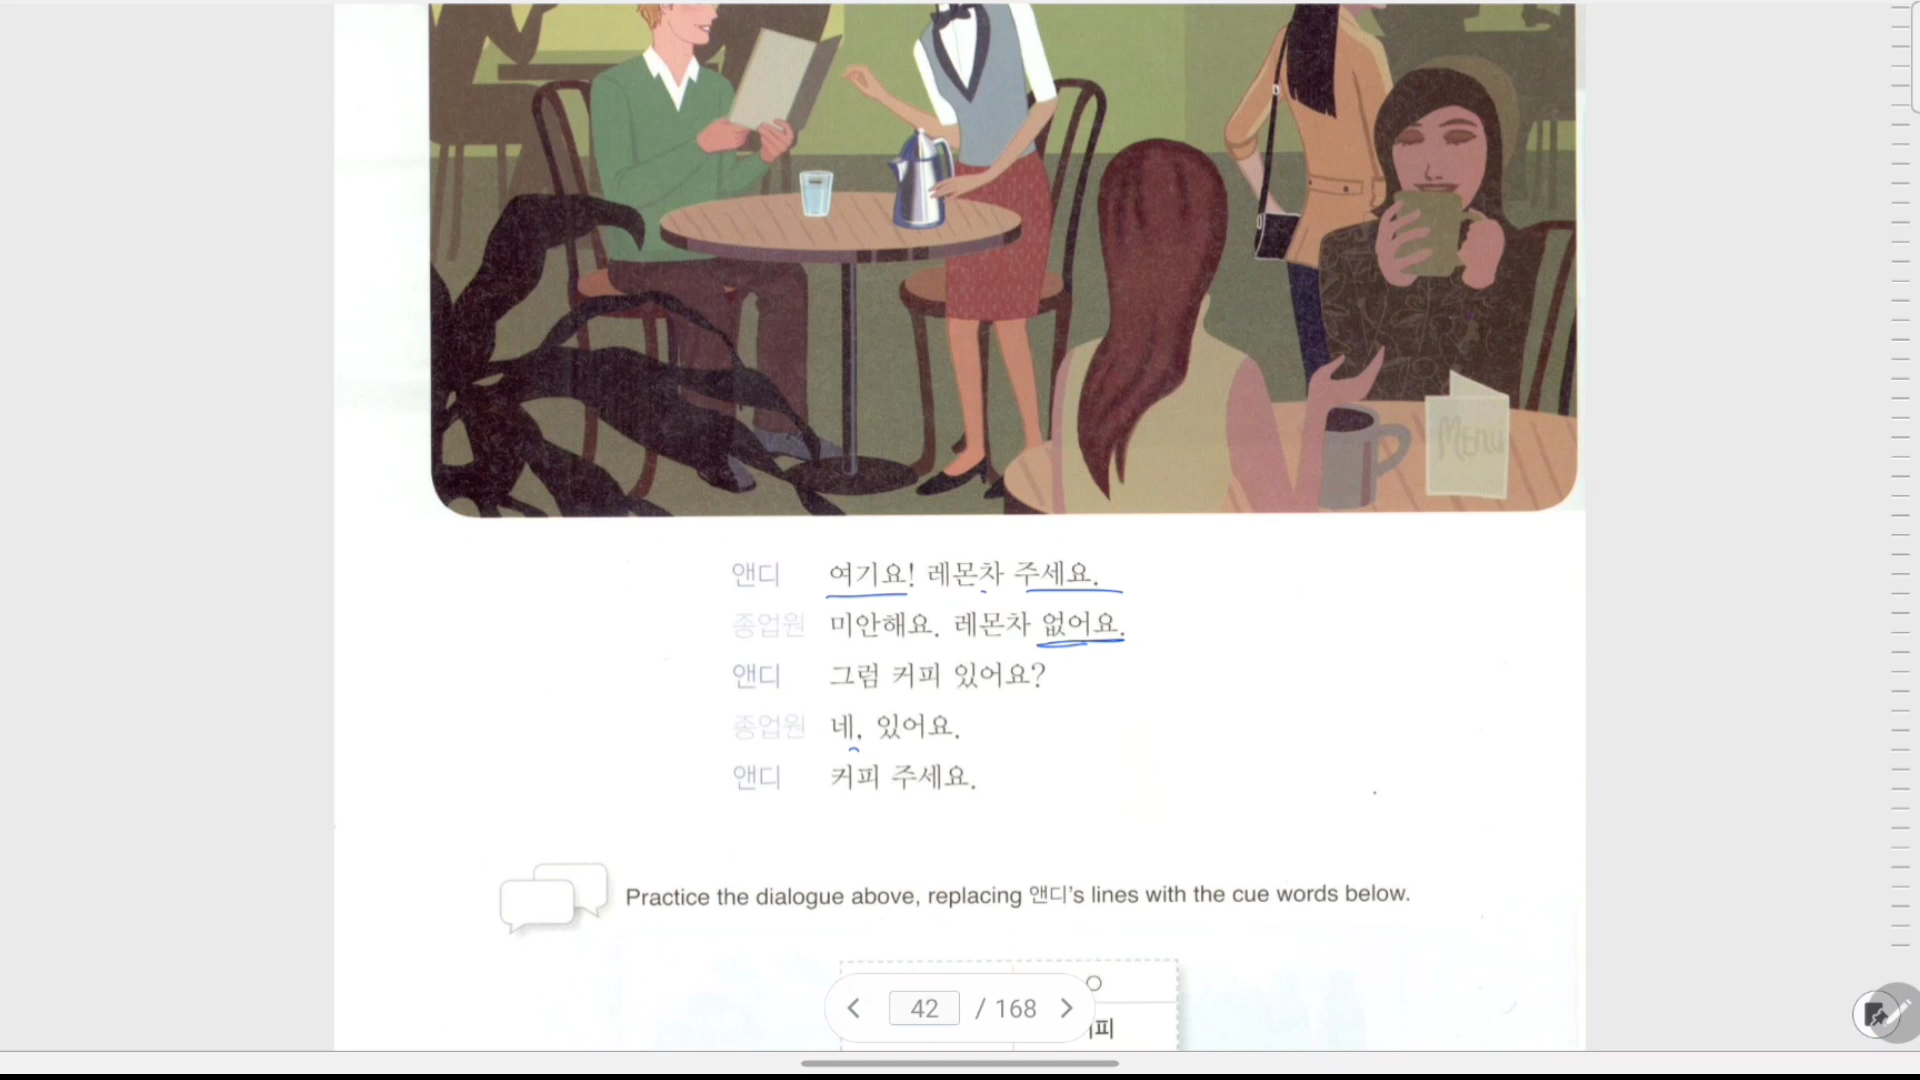 Menu
앤디 여기요! 레몬차 주세요.
종업원 미안해요. 레몬차 없어요.
앤디 그럼 커피 있어요?
종업원 네, 있어요.
앤디 커피 주세요.
Practice the dialogue above, replacing 앤디's lines with the cue words below.
○
42 / 168
피